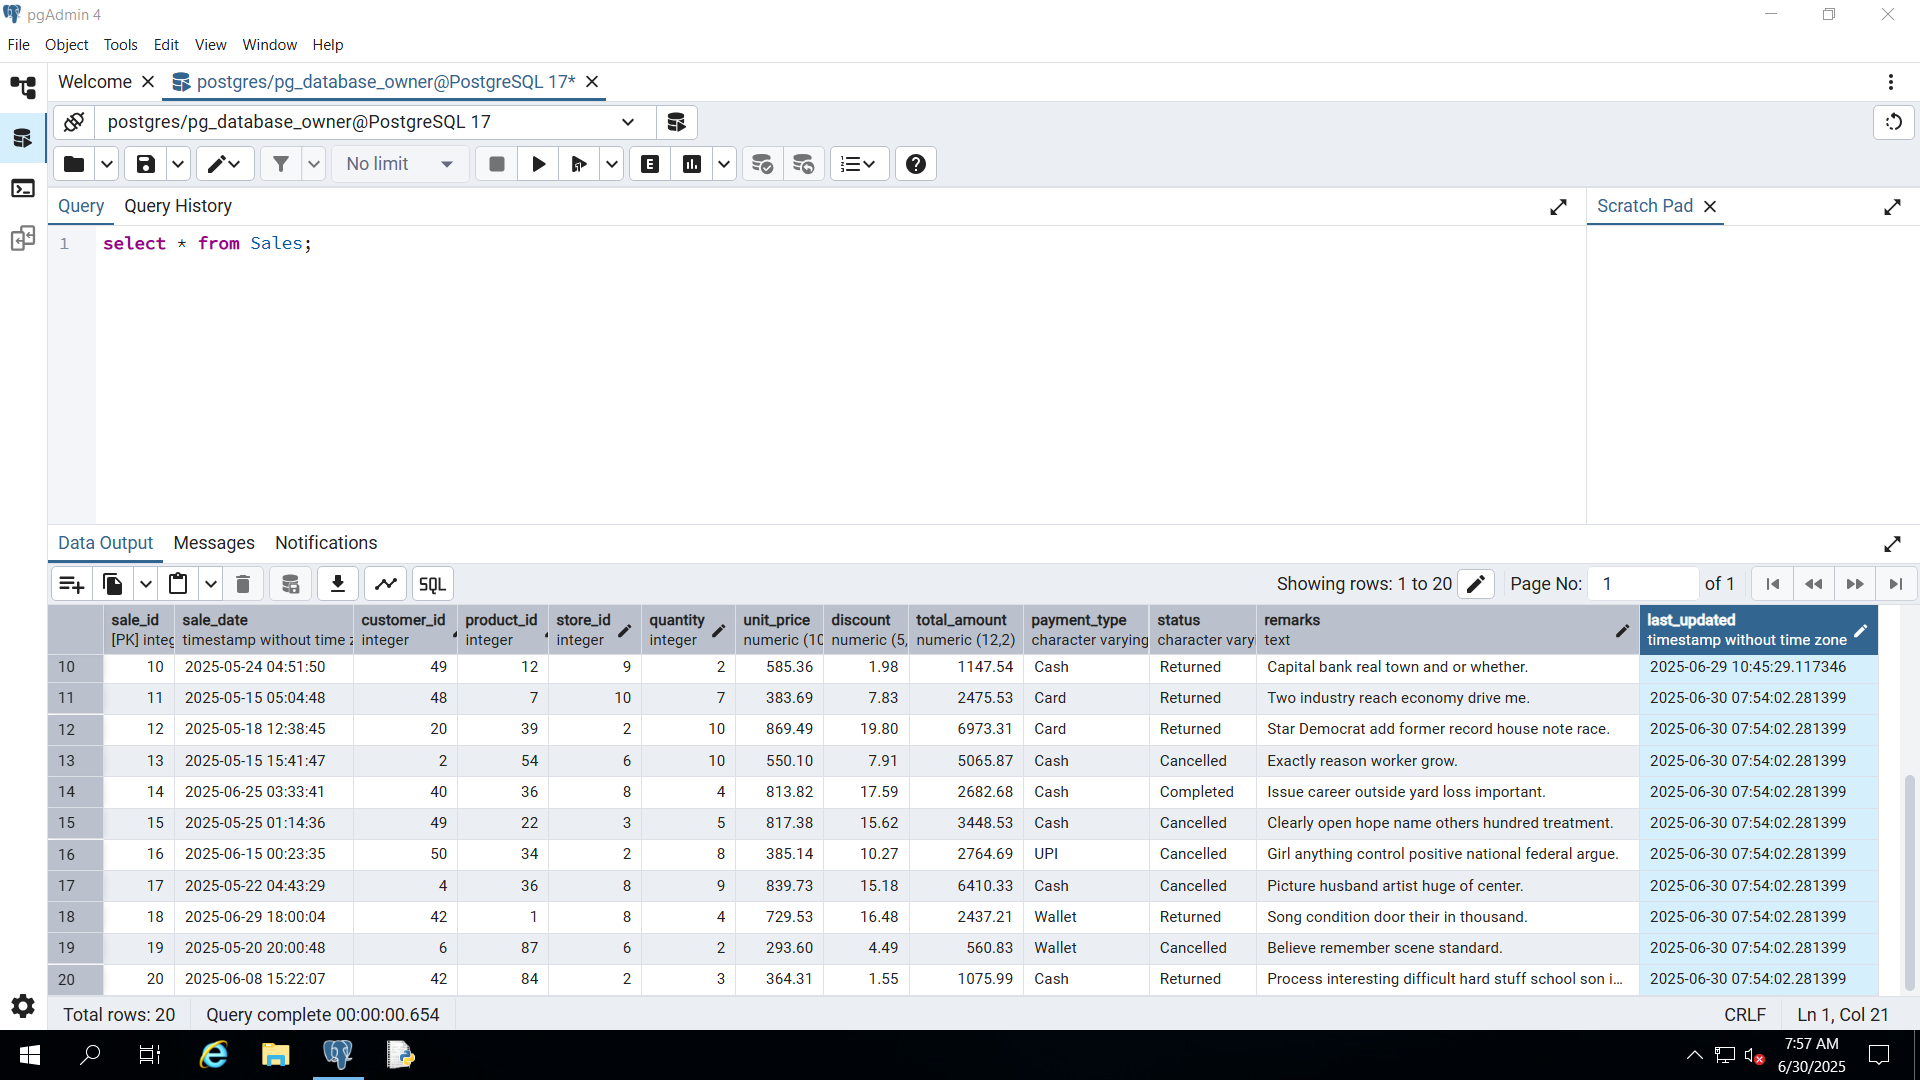 pgAdmin 4
File Object Tools Edit View Window Help
Welcome postgres/pg_database_owner@PostgreSQL 17*
postgres/pg_database_owner@PostgreSQL 17
No limit E
Query Query History Scratch Pad
1 select * from Sales;
Data Output Messages Notifications
SQL Showing rows: 1 to 20 Page No: 1 of 1
sale_id sale_date customer_id product_id store_id quantity unit_price discount total_amount payment_type status remarks last_updated
[PK] integ timestamp without time z integer integer integer integer numeric (10 numeric (5, numeric (12,2) character varying character vary text timestamp without time zone
10 10 2025-05-24 04:51:50 49 12 9 2 585.36 1.98 1147.54 Cash Returned Capital bank real town and or whether. 2025-06-29 10:45:29.117346
11 11 2025-05-15 05:04:48 48 7 10 7 383.69 7.83 2475.53 Card Returned Two industry reach economy drive me. 2025-06-30 07:54:02.281399
12 12 2025-05-18 12:38:45 20 39 2 10 869.49 19.80 6973.31 Card Returned Star Democrat add former record house note race. 2025-06-30 07:54:02.281399
13 13 2025-05-15 15:41:47 2 54 6 10 550.10 7.91 5065.87 Cash Cancelled Exactly reason worker grow. 2025-06-30 07:54:02.281399
14 14 2025-06-25 03:33:41 40 36 8 4 813.82 17.59 2682.68 Cash Completed Issue career outside yard loss important. 2025-06-30 07:54:02.281399
15 15 2025-05-25 01:14:36 49 22 3 5 817.38 15.62 3448.53 Cash Cancelled Clearly open hope name others hundred treatment. 2025-06-30 07:54:02.281399
16 16 2025-06-15 00:23:35 50 34 2 8 385.14 10.27 2764.69 UPI Cancelled Girl anything control positive national federal argue. 2025-06-30 07:54:02.281399
17 17 2025-05-22 04:43:29 4 36 8 9 839.73 15.18 6410.33 Cash Cancelled Picture husband artist huge of center. 2025-06-30 07:54:02.281399
18 18 2025-06-29 18:00:04 42 1 8 4 729.53 16.48 2437.21 Wallet Returned Song condition door their in thousand. 2025-06-30 07:54:02.281399
19 19 2025-05-20 20:00:48 6 87 6 2 293.60 4.49 560.83 Wallet Cancelled Believe remember scene standard. 2025-06-30 07:54:02.281399
20 20 2025-06-08 15:22:07 42 84 2 3 364.31 1.55 1075.99 Cash Returned Process interesting difficult hard stuff school son i... 2025-06-30 07:54:02.281399
Total rows: 20 Query complete 00:00:00.654 CRLF Ln 1, Col 21
7:57 AM
6/30/2025